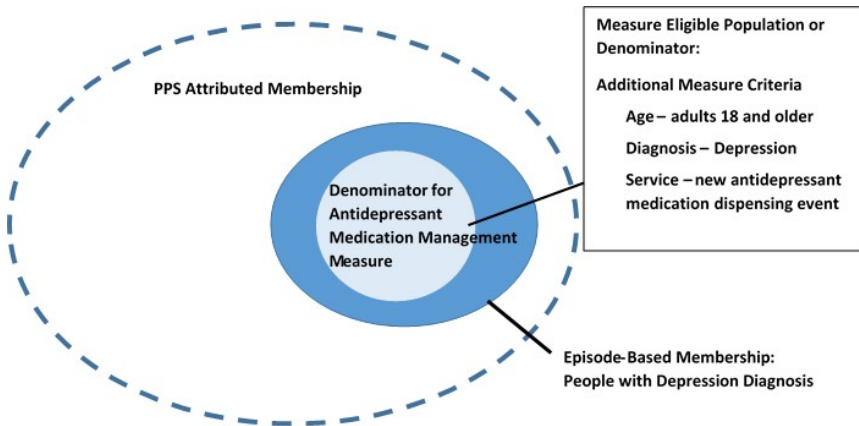 PPS Attributed Membership
Denominator for
Antidepressant
Medication Management
Measure
Measure Eligible Population or
Denominator:
Additional Measure Criteria
Age – adults 18 and older
Diagnosis – Depression
Service – new antidepressant
medication dispensing event
Episode-Based Membership:
People with Depression Diagnosis